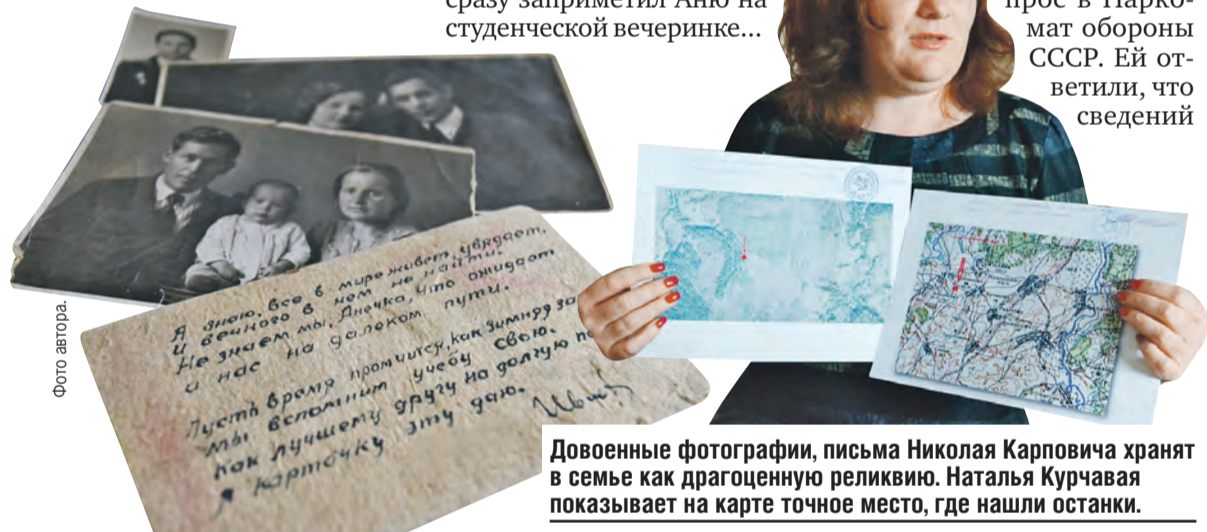 сразу заприметил Аню на
студенческой вечеринке...
прос в Нарко-
мат обороны
СССР. Ей от-
ветили, что
сведений
Я знаю, все в мире живет, увядает,
и вечного в нем не найти.
Не знаем мы, Анечка, что ожидает
и нас на далеком пути.
Пусть время промчится, как зимняя за
мы вспомним учебу свою.
Как лучшему другу на долгую п
я карточку эту даю.
Фото автора.
Довоенные фотографии, письма Николая Карповича хранят
в семье как драгоценную реликвию. Наталья Курчавая
показывает на карте точное место, где нашли останки.